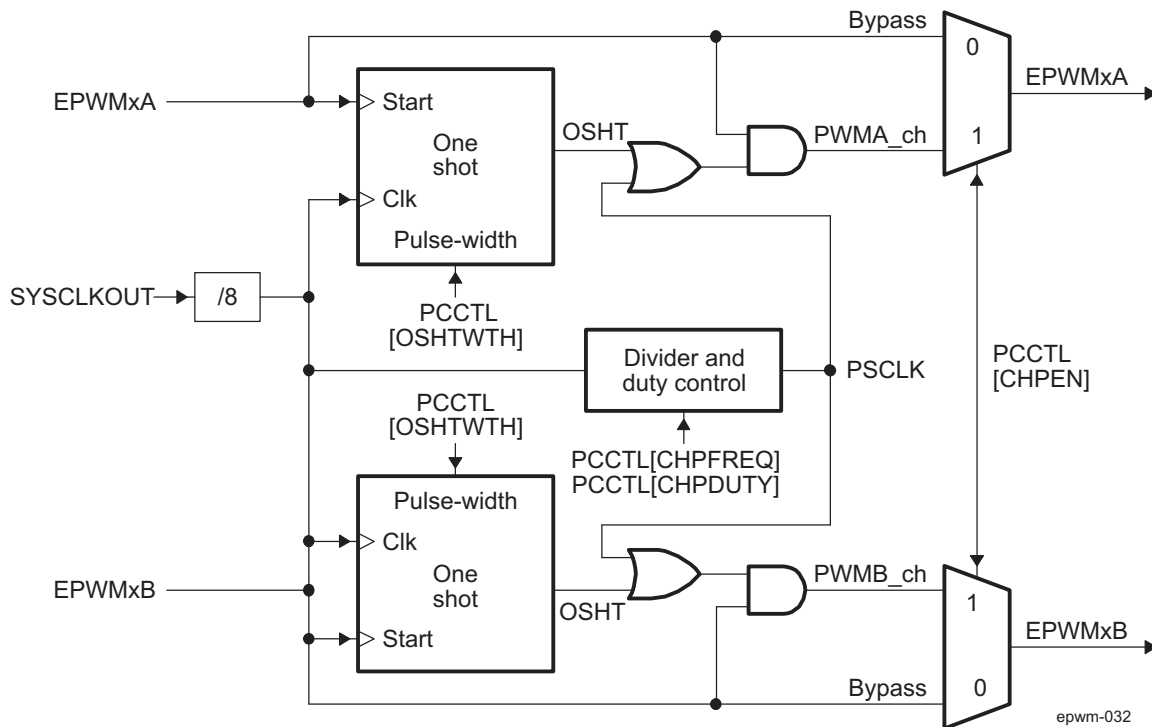 Bypass
0
EPWMxA
EPWMxA
Start
OSHT
PWMA_ch
1
One
shot
Clk
Pulse-width
SYSCLKOUT
/8
PCCTL
[OSHTWTH]
Divider and
duty control
PSCLK
PCCTL
[CHPEN]
PCCTL
[OSHTWTH]
PCCTL[CHPFREQ]
PCCTL[CHPDUTY]
Pulse-width
Clk
EPWMxB
One
shot
OSHT
PWMB_ch
1
Start
EPWMxB
Bypass
0
epwm-032